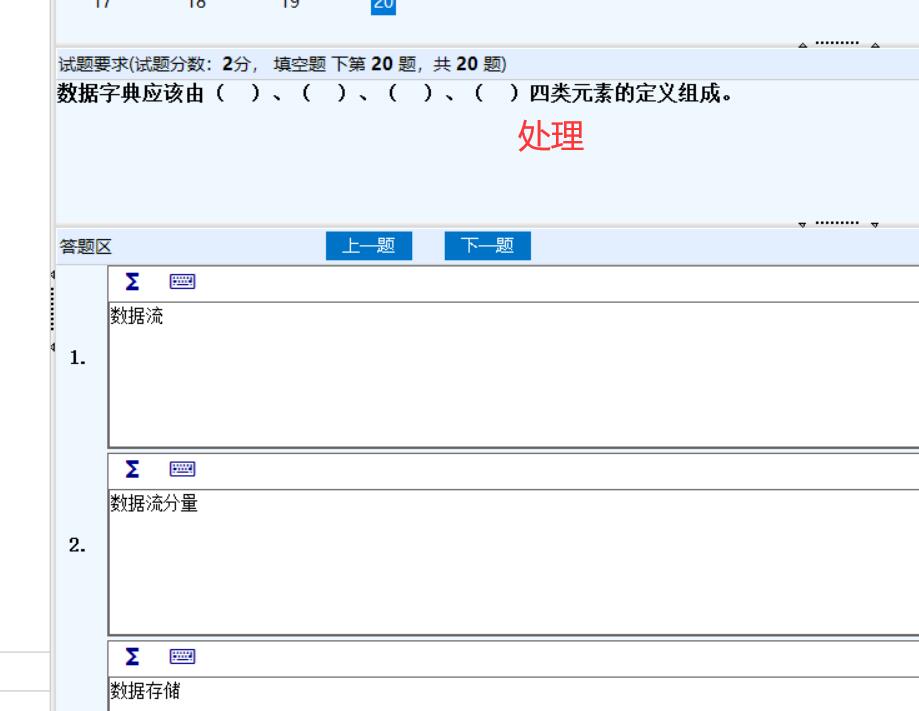 17 18 19 20
试题要求(试题分数：2分， 填空题 下第 20 题，共 20 题)
数据字典应该由（ ）、（ ）、（ ）、（ ）四类元素的定义组成。
处理
答题区 上一题 下一题
Σ
1. 数据流
Σ
2. 数据流分量
Σ
数据存储